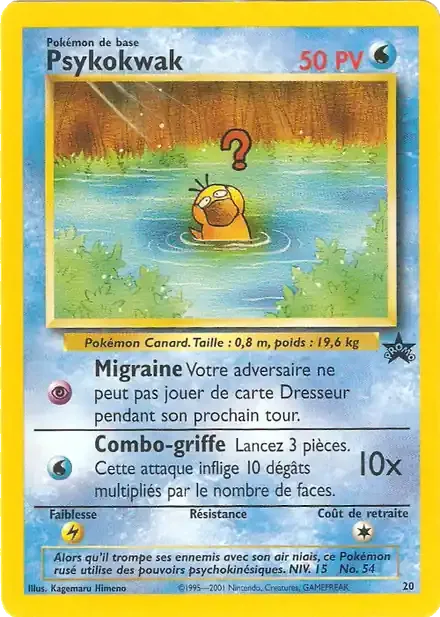 Pokémon de base
Psykokwak 50 PV
?
Pokémon Canard. Taille : 0,8 m, poids : 19,6 kg
PROMO
Migraine Votre adversaire ne
peut pas jouer de carte Dresseur
pendant son prochain tour.
Combo-griffe Lancez 3 pièces.
Cette attaque inflige 10 dégâts
multipliés par le nombre de faces.
10x
Faiblesse Résistance Coût de retraite
Alors qu'il trompe ses ennemis avec son air niais, ce Pokémon
rusé utilise des pouvoirs psychokinésiques. NIV. 15 No. 54
Illus. Kagemaru Himeno ©1995–2001 Nintendo, Creatures, GAMEFREAK. 20